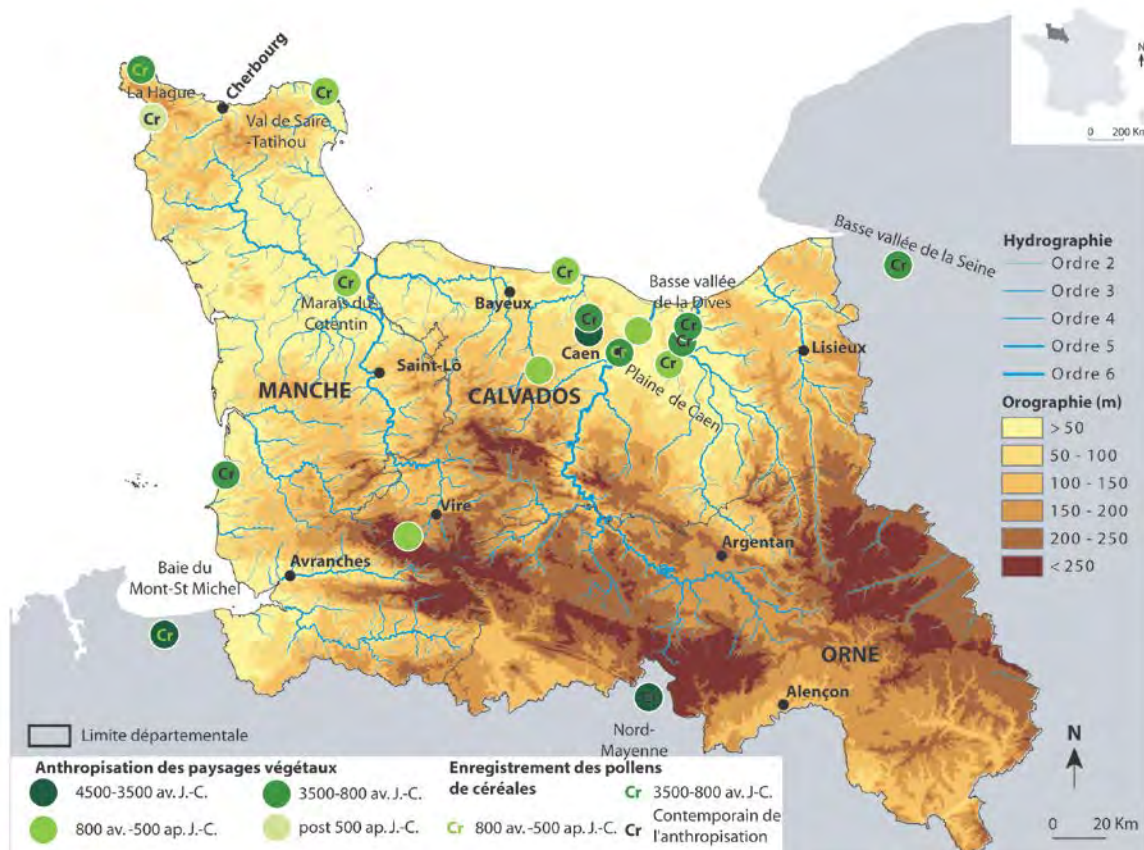 N
0 200 Km
Cr
La Hague
Cherbourg
Cr
Cr
Val de Saire
-Tatihou
Basse vallée de la Seine
Cr
Hydrographie
Ordre 2
Ordre 3
Ordre 4
Ordre 5
Ordre 6
Cr
Marais du
Cotentin
Cr
Bayeux
Basse vallée
de la Dives
Cr
Cr
Cr
Cr
Caen
Cr
Plaine de Caen
Lisieux
Saint-Lô
MANCHE
CALVADOS
Orographie (m)
> 50
50 - 100
100 - 150
150 - 200
200 - 250
< 250
Cr
Vire
Argentan
Avranches
Baie du
Mont-St Michel
Cr
ORNE
Alençon
Nord-
Mayenne
N
0 20 Km
Limite départementale
Anthropisation des paysages végétaux
4500-3500 av. J.-C.
3500-800 av. J.-C.
800 av. -500 ap. J.-C.
post 500 ap. J.-C.
Enregistrement des pollens
de céréales
Cr 3500-800 av. J.-C.
Cr 800 av. -500 ap. J.-C.
Cr Contemporain de
l'anthropisation